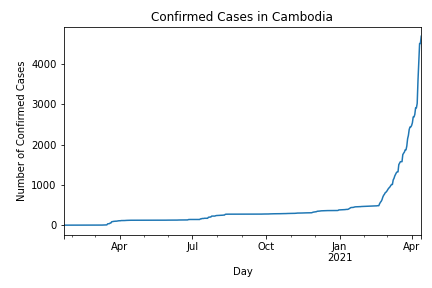 Confirmed Cases in Cambodia
Number of Confirmed Cases
4000
3000
2000
1000
0
Apr
Jul
Oct
Jan
2021
Apr
Day